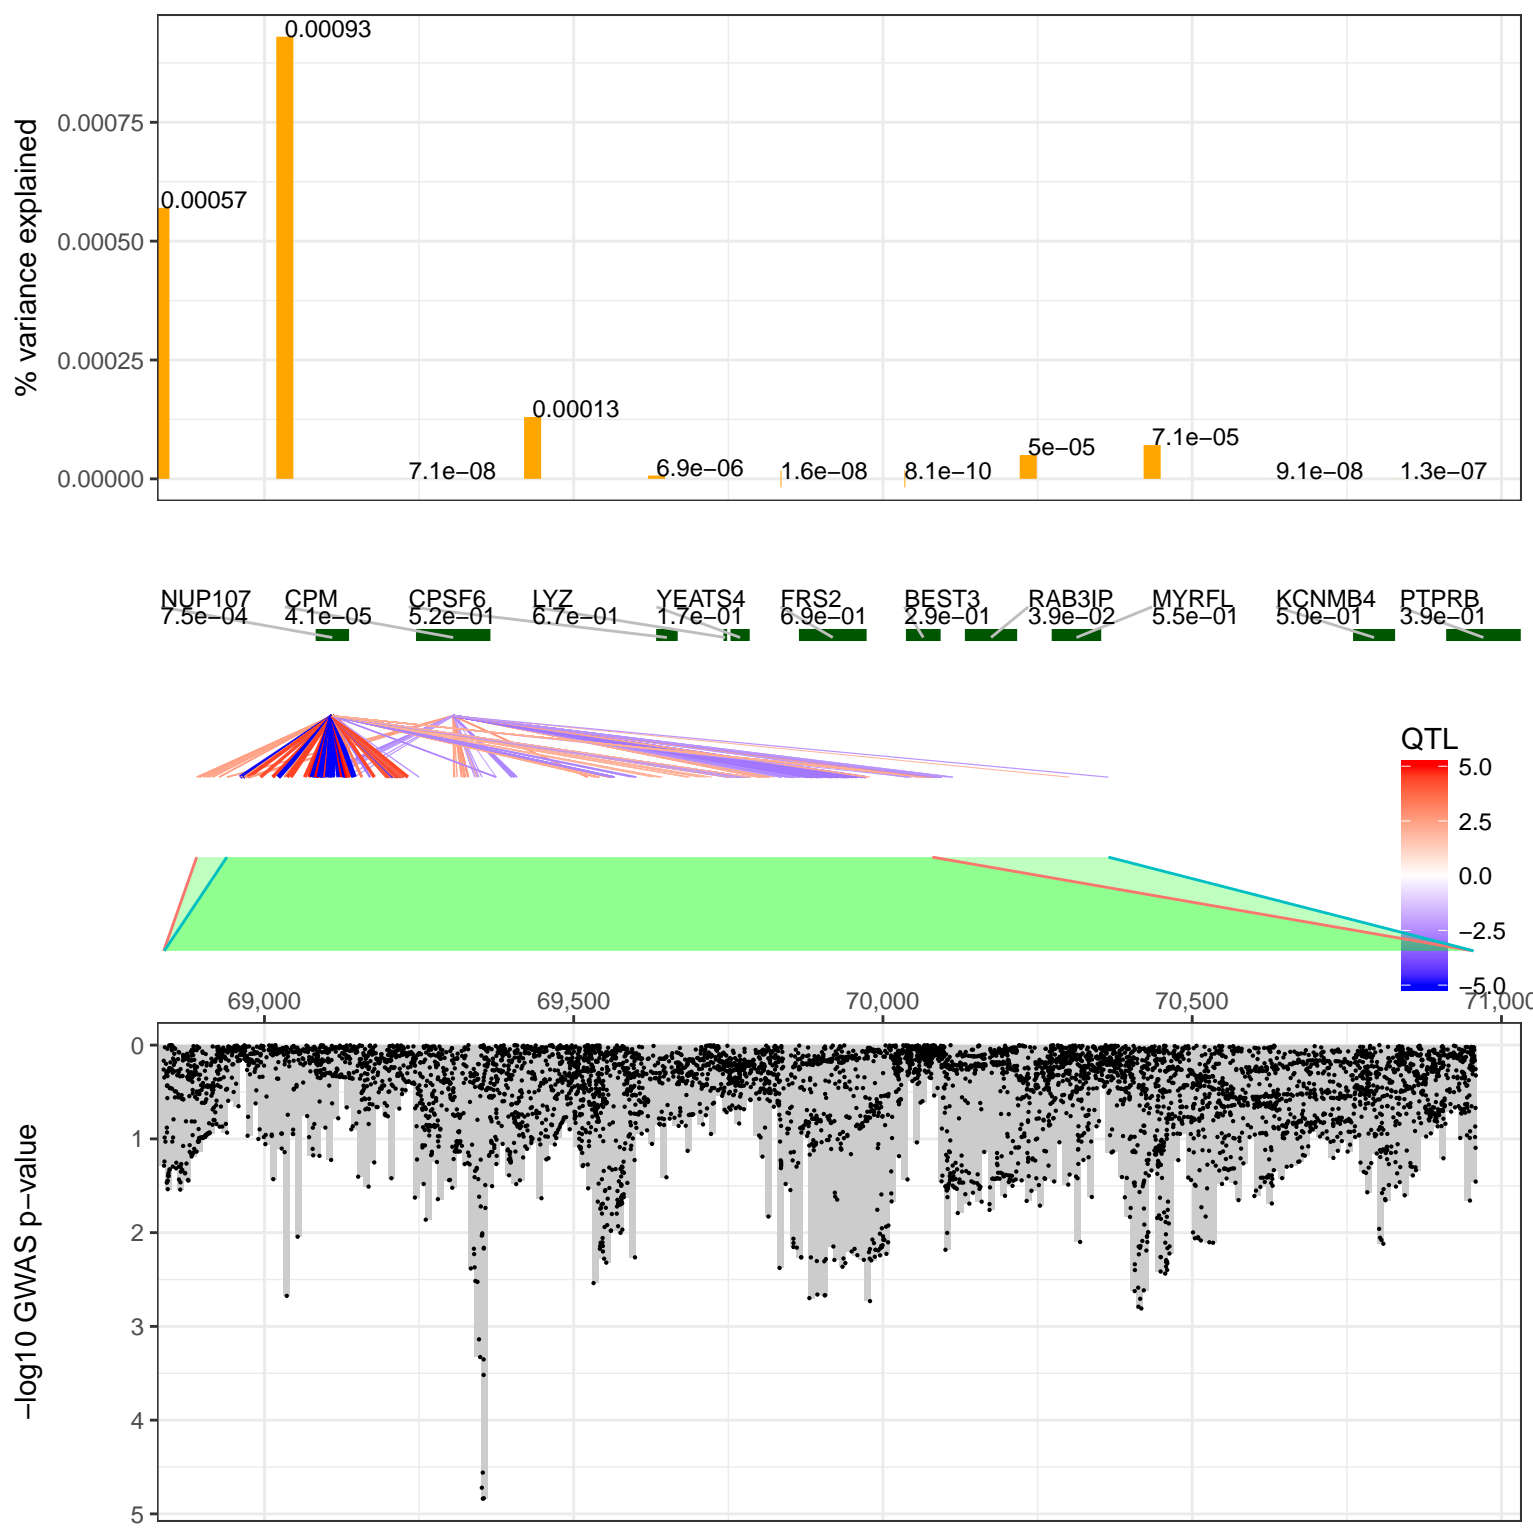 0.00093
0.00057
0.00013
7.1e−08
6.9e−06
1.6e−08
8.1e−10
5e−05
7.1e−05
9.1e−08
1.3e−07
0.00075
0.00050
0.00025
0.00000
% variance explained
NUP107 CPM CPSF6 LYZ YEATS4 FRS2 BEST3 RAB3IP MYRFL KCNMB4 PTPRB
7.5e−04 4.1e−05 5.2e−01 6.7e−01 1.7e−01 6.9e−01 2.9e−01 3.9e−02 5.5e−01 5.0e−01 3.9e−01
QTL
5.0
2.5
0.0
−2.5
−5.0
69,000 69,500 70,000 70,500 71,000
0
1
2
3
4
5
−log10 GWAS p−value